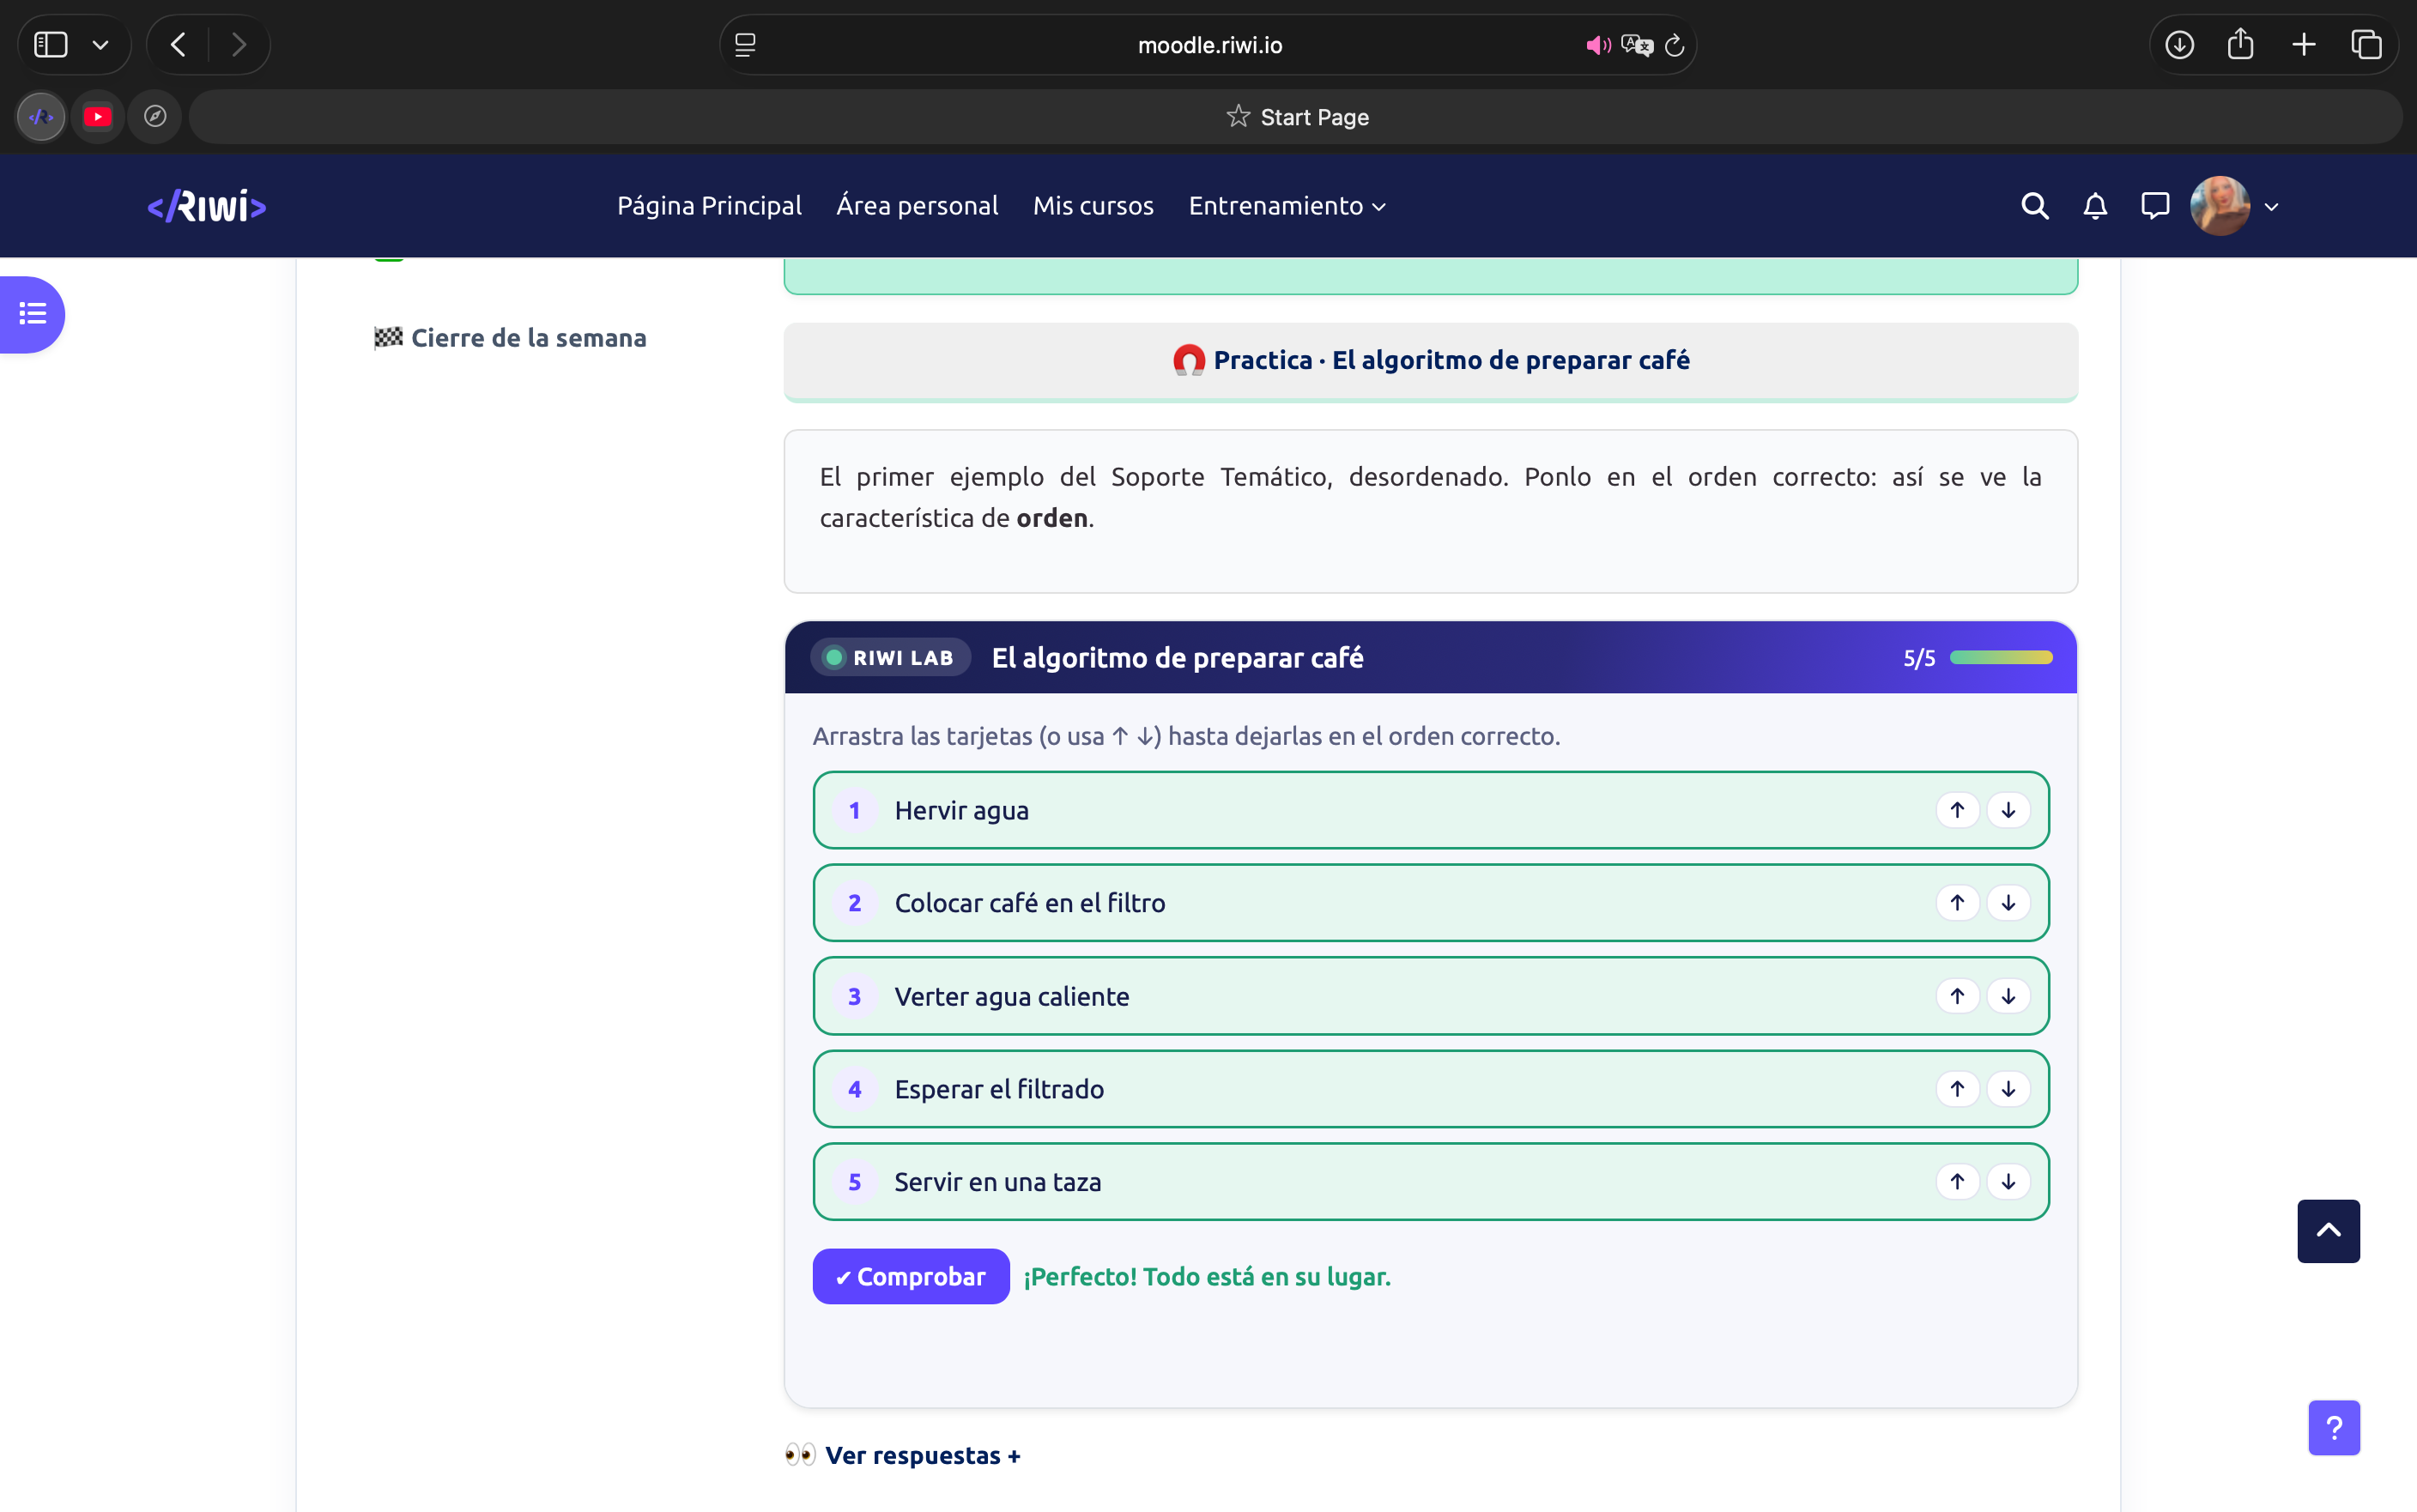 moodle.riwi.io
Start Page
</Riwi>
Página Principal
Área personal
Mis cursos
Entrenamiento
Cierre de la semana
Practica · El algoritmo de preparar café
El primer ejemplo del Soporte Temático, desordenado. Ponlo en el orden correcto: así se ve la
característica de orden.
RIWI LAB
El algoritmo de preparar café
5/5
Arrastra las tarjetas (o usa ↑ ↓) hasta dejarlas en el orden correcto.
1 Hervir agua
2 Colocar café en el filtro
3 Verter agua caliente
4 Esperar el filtrado
5 Servir en una taza
✔ Comprobar
¡Perfecto! Todo está en su lugar.
Ver respuestas +
?